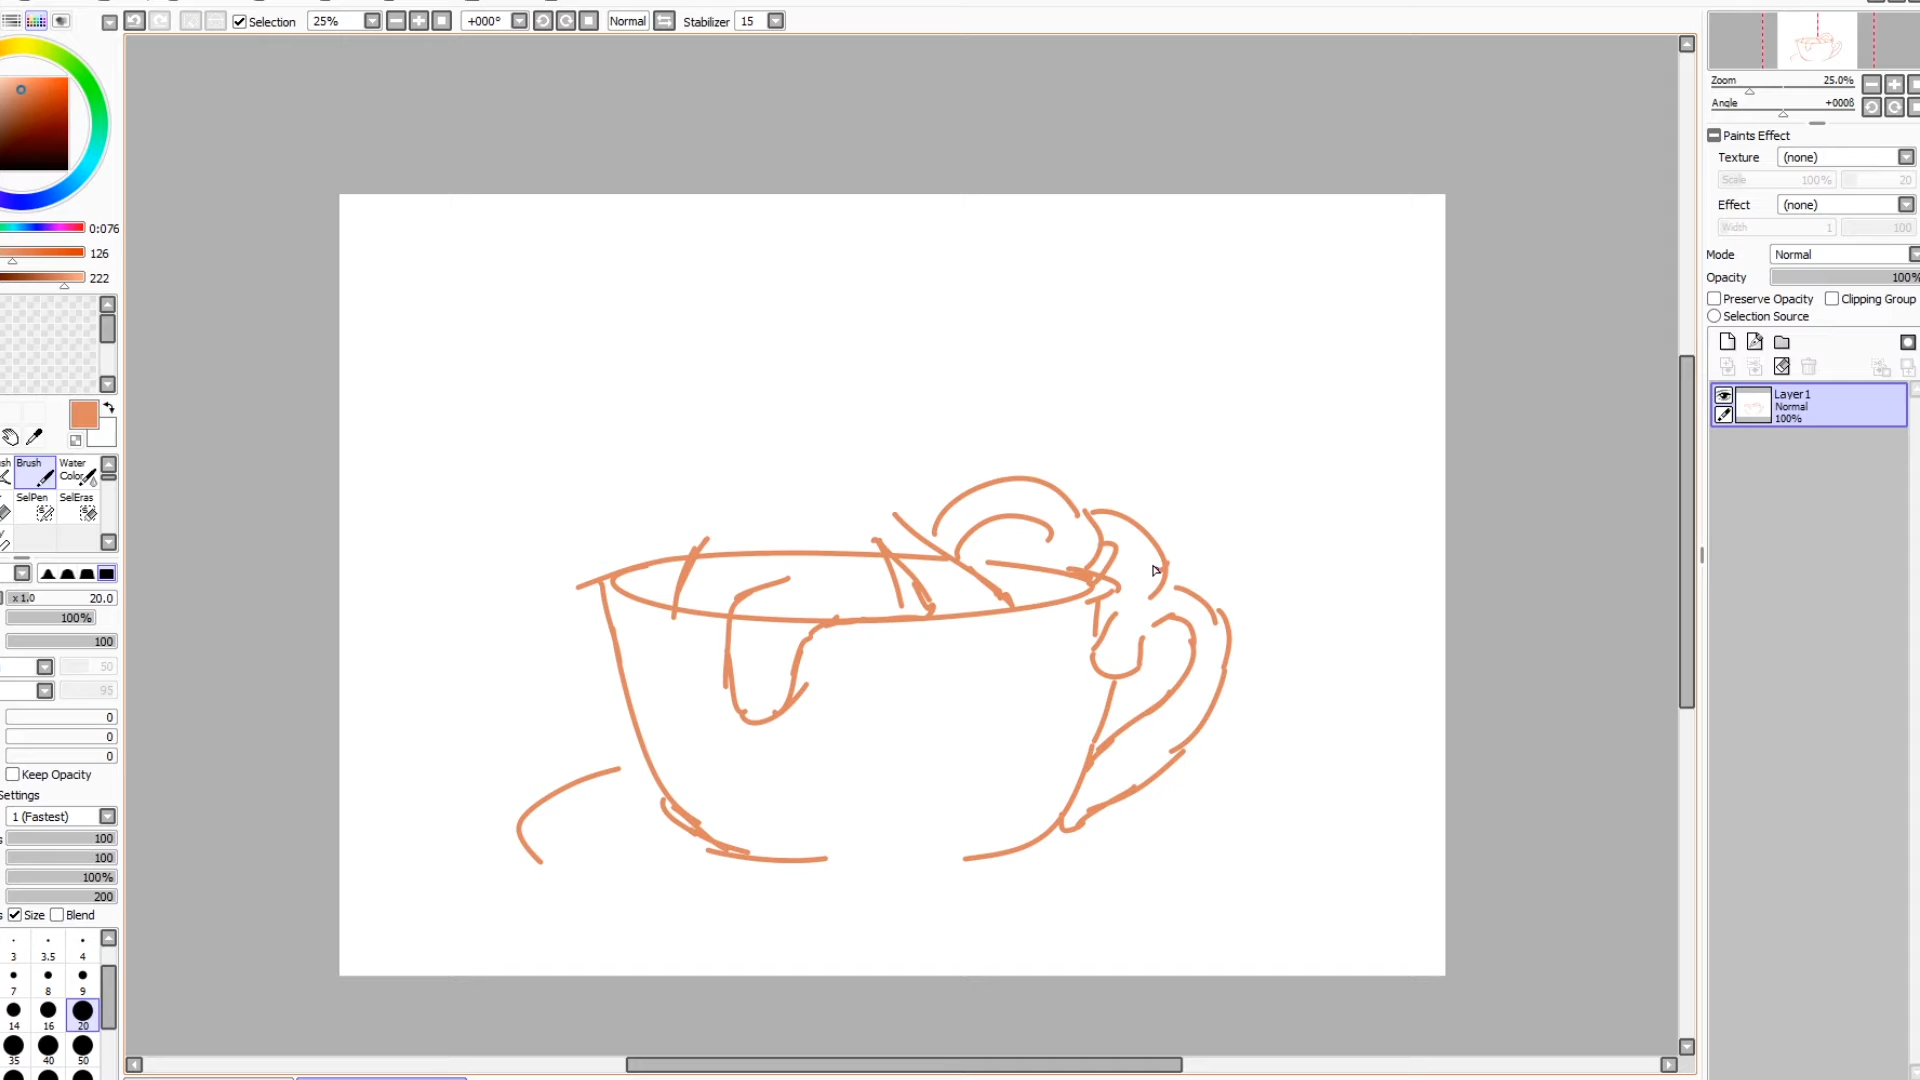 Selection 25% +000° Normal Stabilizer 15
Zoom 25.0%
Angle +0008
Paints Effect
Texture (none)
Scale 100% 20
Effect (none)
Width 1 100
Mode Normal
Opacity 100%
Preserve Opacity Clipping Group
Selection Source
Layer1
Normal
100%
0:076
126
222
Brush Water
Color
SelPen SelEras
x 1.0 20.0
100%
100
50
95
0
0
0
Keep Opacity
Settings
1 (Fastest)
100
100
100%
200
Size Blend
3 3.5 4
7 8 9
14 16 20
35 40 50